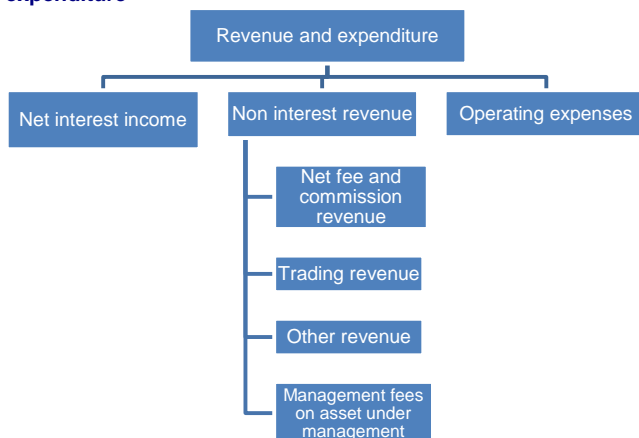 expenditure
Revenue and expenditure
Net interest income
Non interest revenue
Operating expenses
Net fee and
commission
revenue
Trading revenue
Other revenue
Management fees
on asset under
management